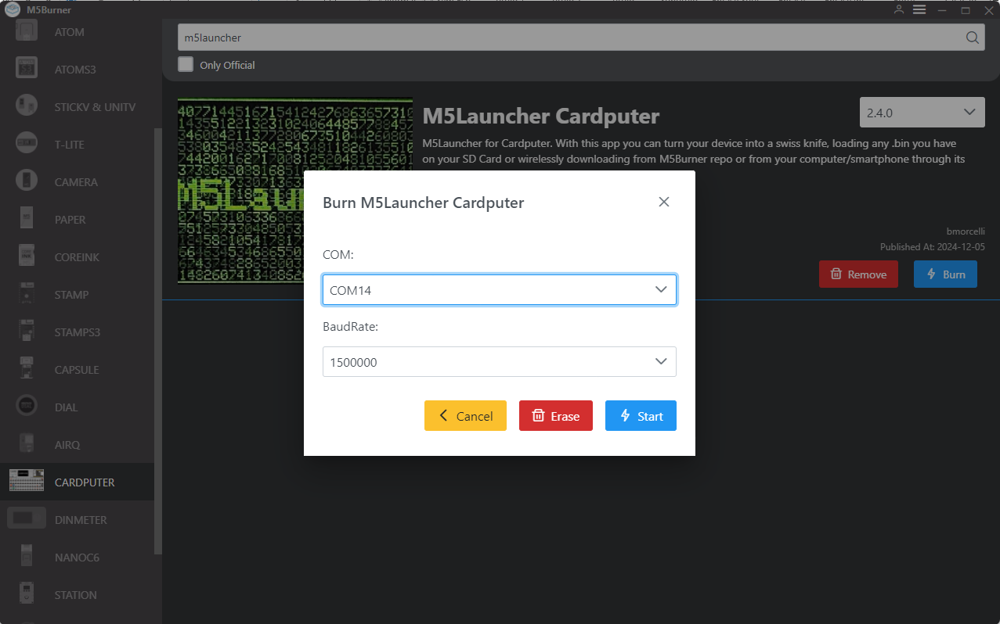 M5Burner
ATOM
ATOMS3
STICKV & UNITV
T-LITE
CAMERA
PAPER
COREINK
STAMP
STAMPS3
CAPSULE
DIAL
AIRQ
CARDPUTER
DINMETER
NANOC6
STATION
m5launcher
Only Official
M5Launcher Cardputer
2.4.0
M5Launcher for Cardputer. With this app you can turn your device into a swiss knife, loading any .bin you have
on your SD Card or wirelessly downloading from M5Burner repo or from your computer/smartphone through its
bmorcelli
Published At: 2024-12-05
Remove
Burn
Burn M5Launcher Cardputer
COM:
COM14
BaudRate:
1500000
Cancel
Erase
Start